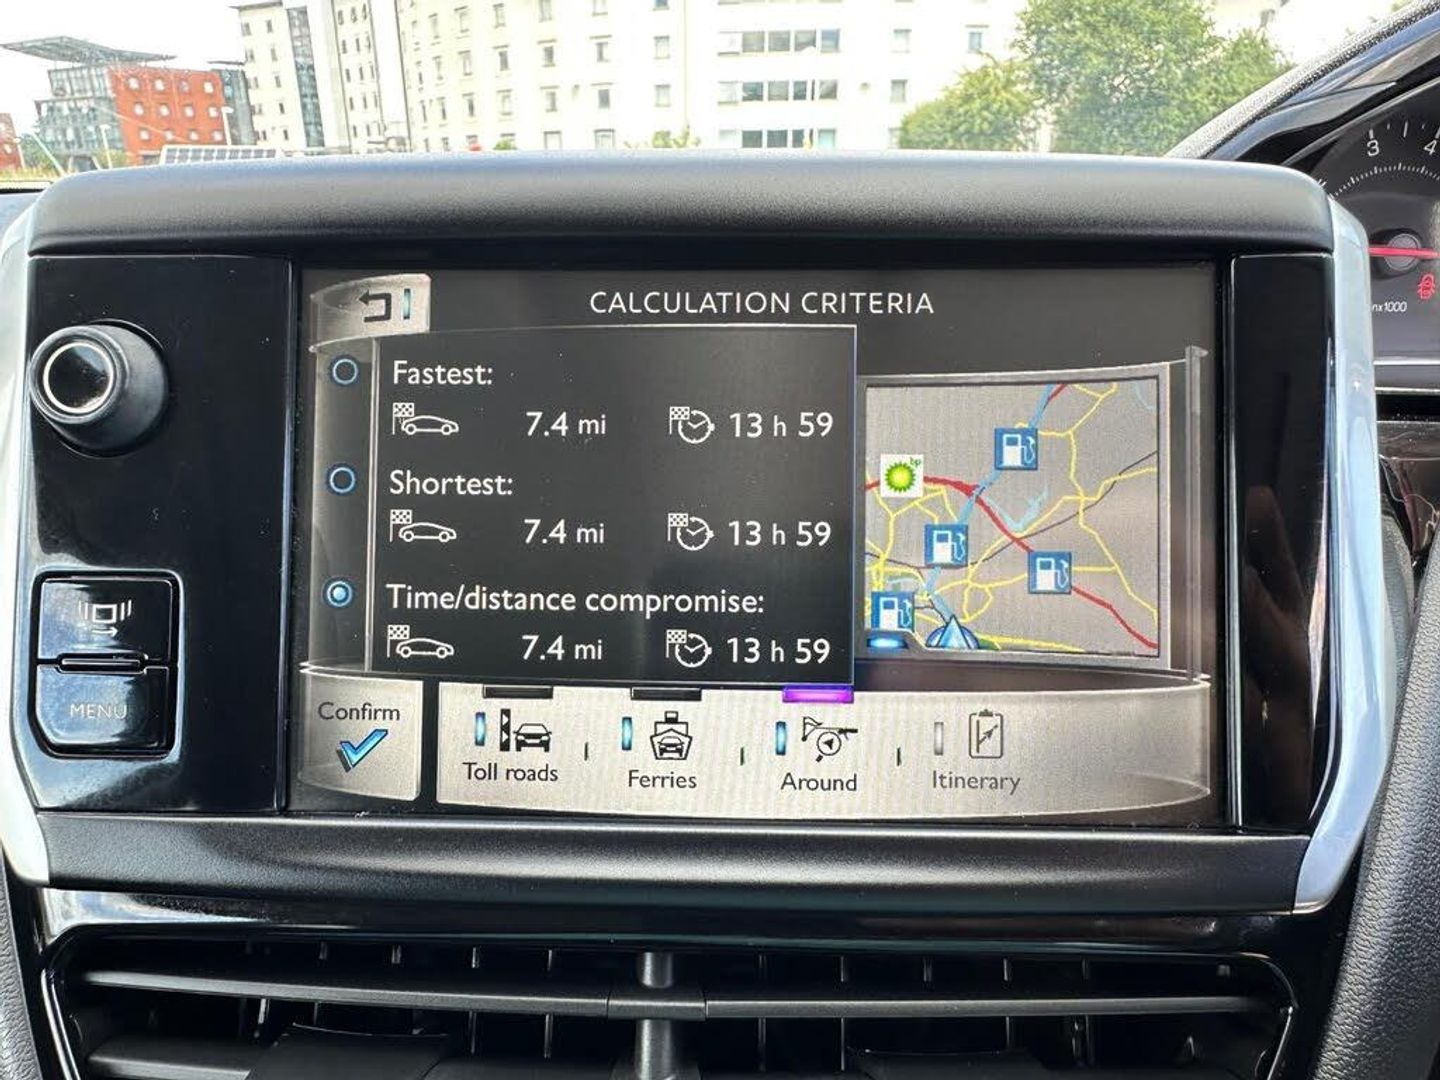 CALCULATION CRITERIA
Fastest:
7.4 mi 13 h 59
Shortest:
7.4 mi 13 h 59
Time/distance compromise:
7.4 mi 13 h 59
bp
Confirm
Toll roads
Ferries
Around
Itinerary
MENU
3
4
x1000